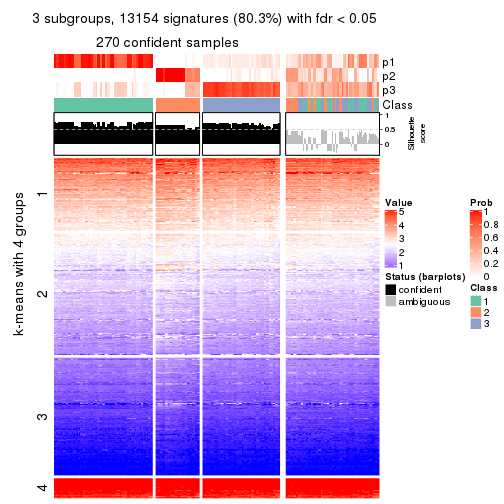 3 subgroups, 13154 signatures (80.3%) with fdr < 0.05
270 confident samples
p1
p2
p3
Class
1
0.5
0
Silhouette
score
k-means with 4 groups
1
2
3
4
Value
5
4
3
2
1
Status (barplots)
confident
ambiguous
Prob
1
0.8
0.6
0.4
0.2
0
Class
1
2
3